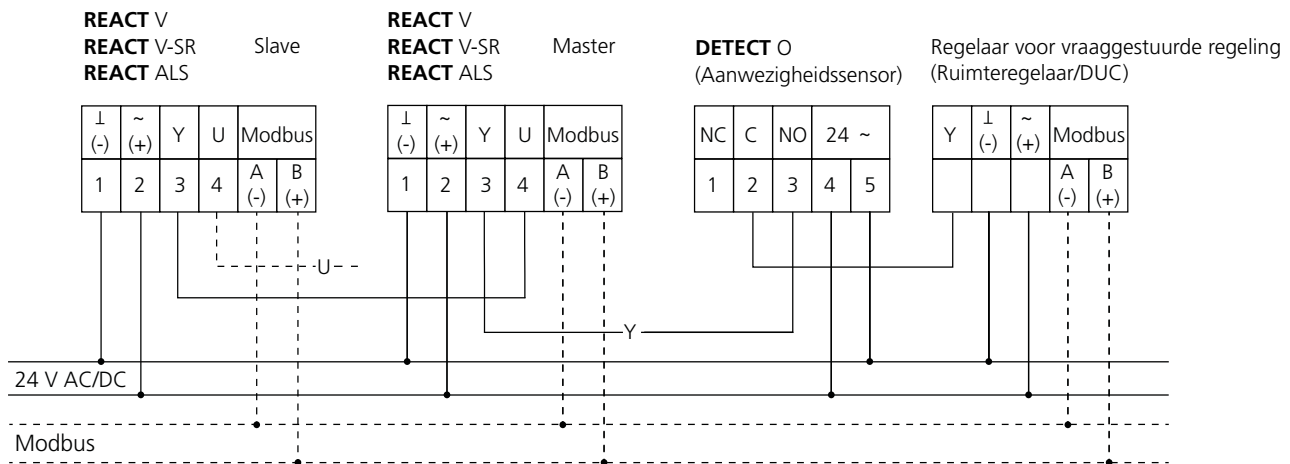 REACT V
REACT V-SR Slave
REACT ALS
REACT V
REACT V-SR Master
REACT ALS
DETECT O
(Aanwezigheidssensor)
Regelaar voor vraaggestuurde regeling
(Ruimteregelaar/DUC)
⊥ (-) ~ (+) Y U Modbus
1 2 3 4 A (-) B (+)
⊥ (-) ~ (+) Y U Modbus
1 2 3 4 A (-) B (+)
NC C NO 24 ~
1 2 3 4 5
Y ⊥ (-) ~ (+) Modbus
A (-) B (+)
U
Y
24 V AC/DC
Modbus